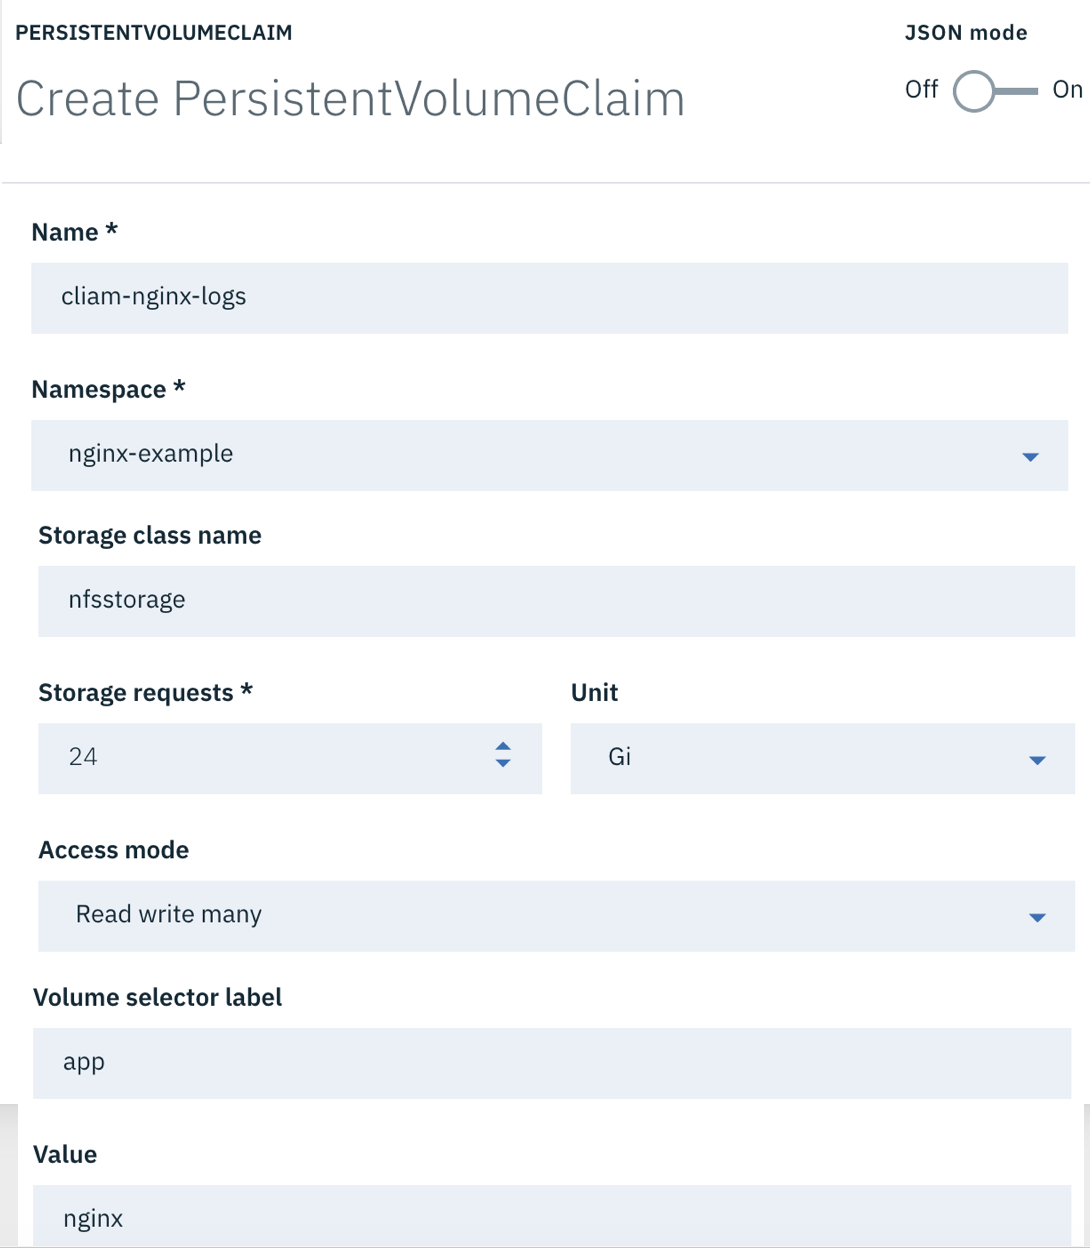 PERSISTENTVOLUMECLAIM
JSON mode
Create PersistentVolumeClaim
Off On
Name *
cliam-nginx-logs
Namespace *
nginx-example
Storage class name
nfsstorage
Storage requests * Unit
24 Gi
Access mode
Read write many
Volume selector label
app
Value
nginx